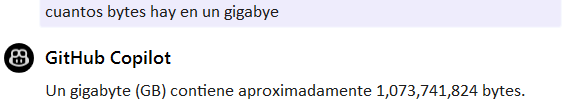 cuantos bytes hay en un gigabye
GitHub Copilot
Un gigabyte (GB) contiene aproximadamente 1,073,741,824 bytes.